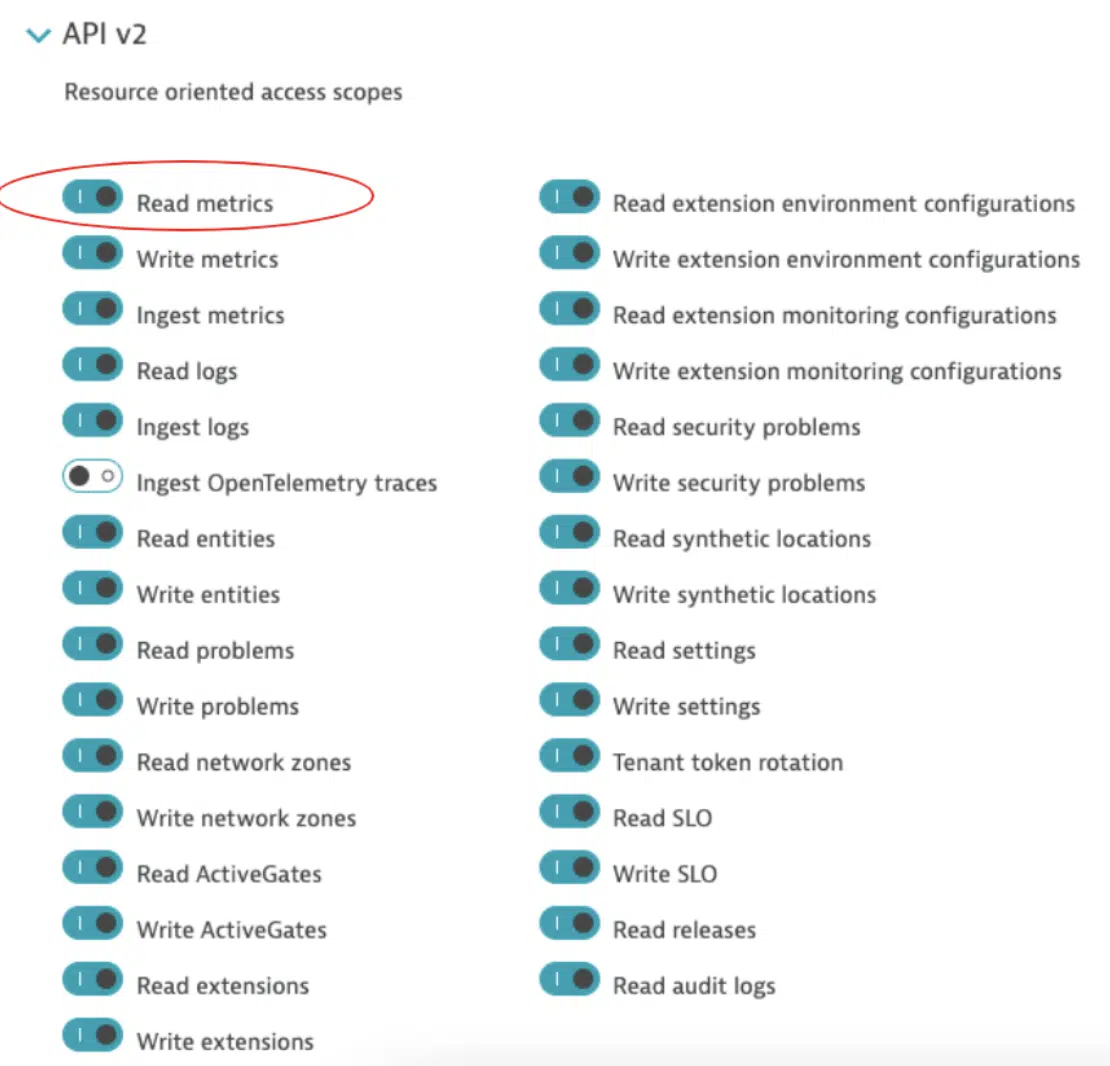 API v2
Resource oriented access scopes
Read metrics
Write metrics
Ingest metrics
Read logs
Ingest logs
Ingest OpenTelemetry traces
Read entities
Write entities
Read problems
Write problems
Read network zones
Write network zones
Read ActiveGates
Write ActiveGates
Read extensions
Write extensions
Read extension environment configurations
Write extension environment configurations
Read extension monitoring configurations
Write extension monitoring configurations
Read security problems
Write security problems
Read synthetic locations
Write synthetic locations
Read settings
Write settings
Tenant token rotation
Read SLO
Write SLO
Read releases
Read audit logs